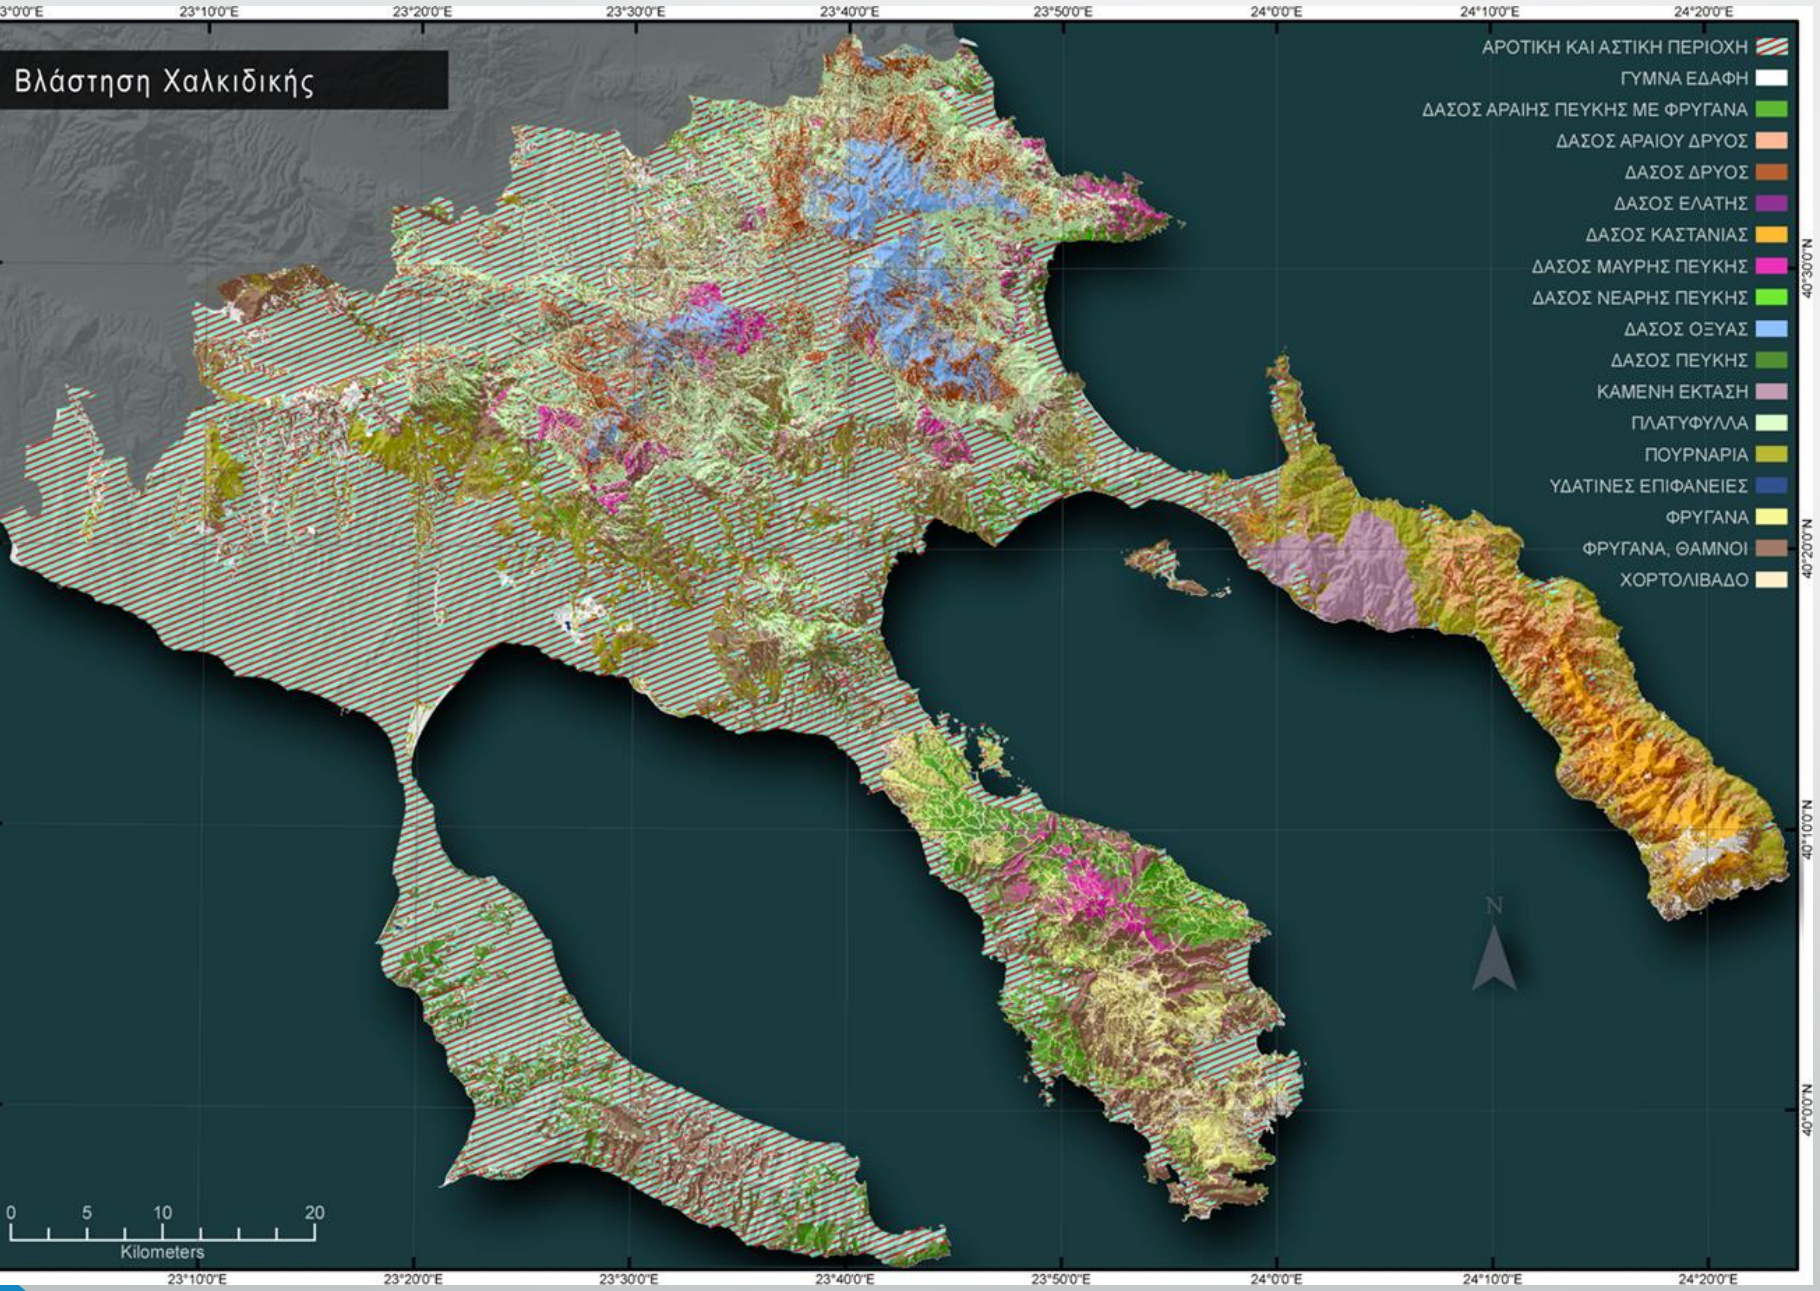 3°0'0"E 23°10'0"E 23°20'0"E 23°30'0"E 23°40'0"E 23°50'0"E 24°0'0"E 24°10'0"E 24°20'0"E
Βλάστηση Χαλκιδικής
ΑΡΟΤΙΚΗ ΚΑΙ ΑΣΤΙΚΗ ΠΕΡΙΟΧΗ
ΓΥΜΝΑ ΕΔΑΦΗ
ΔΑΣΟΣ ΑΡΑΙΗΣ ΠΕΥΚΗΣ ΜΕ ΦΡΥΓΑΝΑ
ΔΑΣΟΣ ΑΡΑΙΟΥ ΔΡΥΟΣ
ΔΑΣΟΣ ΔΡΥΟΣ
ΔΑΣΟΣ ΕΛΑΤΗΣ
ΔΑΣΟΣ ΚΑΣΤΑΝΙΑΣ
ΔΑΣΟΣ ΜΑΥΡΗΣ ΠΕΥΚΗΣ
ΔΑΣΟΣ ΝΕΑΡΗΣ ΠΕΥΚΗΣ
ΔΑΣΟΣ ΟΞΥΑΣ
ΔΑΣΟΣ ΠΕΥΚΗΣ
ΚΑΜΕΝΗ ΕΚΤΑΣΗ
ΠΛΑΤΥΦΥΛΛΑ
ΠΟΥΡΝΑΡΙΑ
ΥΔΑΤΙΝΕΣ ΕΠΙΦΑΝΕΙΕΣ
ΦΡΥΓΑΝΑ
ΦΡΥΓΑΝΑ, ΘΑΜΝΟΙ
ΧΟΡΤΟΛΙΒΑΔΟ
40°30'0"N
40°20'0"N
40°10'0"N
40°0'0"N
N
0 5 10 20
Kilometers
23°10'0"E 23°20'0"E 23°30'0"E 23°40'0"E 23°50'0"E 24°0'0"E 24°10'0"E 24°20'0"E